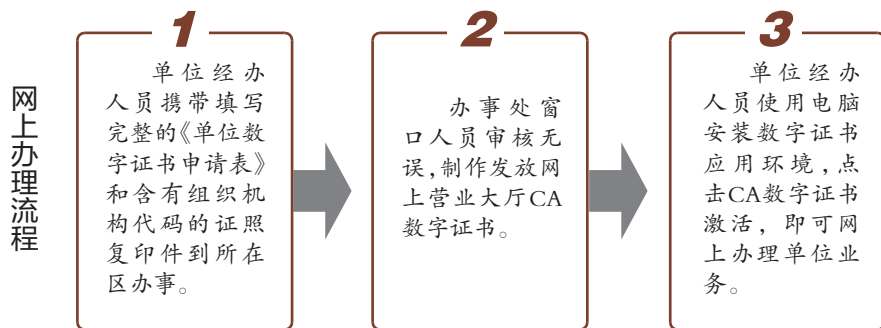 网上办理流程
1
单位经办
人员携带填写
完整的《单位数
字证书申请表》
和含有组织机
构代码的证照
复印件到所在
区办事。
2
办事处窗
口人员审核无
误,制作发放网
上营业大厅CA
数字证书。
3
单位经办
人员使用电脑
安装数字证书
应用环境,点
击CA数字证书
激活，即可网
上办理单位业
务。